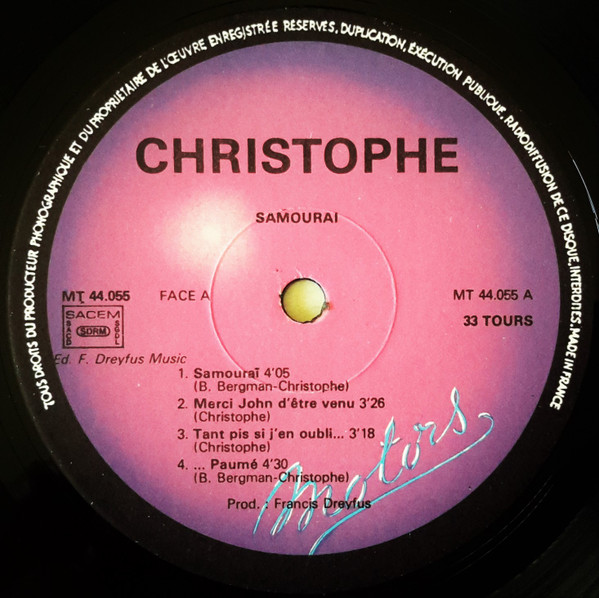 TOUS DROITS DU PRODUCTEUR PHONOGRAPHIQUE ET DU PROPRIÉTAIRE DE L'ŒUVRE ENREGISTRÉE RÉSERVÉS, DUPLICATION, EXÉCUTION PUBLIQUE, RADIODIFFUSION DE CE DISQUE, INTERDITES. MADE IN FRANCE
CHRISTOPHE
SAMOURAI
MT 44.055 FACE A
MT 44.055 A
SACEM
SACD SDRM SGDL
33 TOURS
Ed. F. Dreyfus Music
1. Samouraï 4'05
(B. Bergman-Christophe)
2. Merci John d'être venu 3'26
(Christophe)
3. Tant pis si j'en oubli... 3'18
(Christophe)
4. ... Paumé 4'30
(B. Bergman-Christophe)
Prod. : Francis Dreyfus
Motors